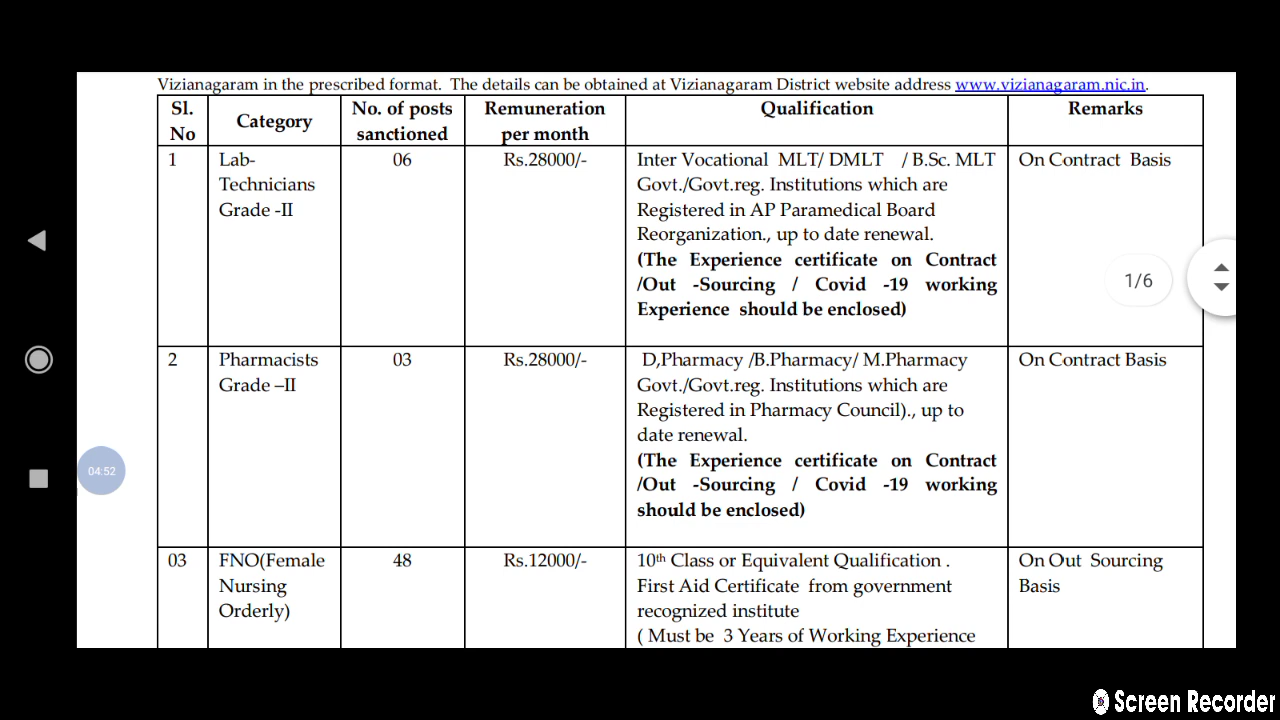 Vizianagaram in the prescribed format. The details can be obtained at Vizianagaram District website address www.vizianagaram.nic.in.
Sl. No | Category | No. of posts sanctioned | Remuneration per month | Qualification | Remarks
1 | Lab-Technicians Grade -II | 06 | Rs.28000/- | Inter Vocational MLT/ DMLT / B.Sc. MLT | On Contract Basis
Govt./Govt.reg. Institutions which are
Registered in AP Paramedical Board
Reorganization., up to date renewal.
(The Experience certificate on Contract
/Out -Sourcing / Covid -19 working
Experience should be enclosed)
1/6
2 | Pharmacists Grade –II | 03 | Rs.28000/- | D,Pharmacy /B.Pharmacy/ M.Pharmacy | On Contract Basis
Govt./Govt.reg. Institutions which are
Registered in Pharmacy Council)., up to
date renewal.
(The Experience certificate on Contract
/Out -Sourcing / Covid -19 working
should be enclosed)
04:52
03 | FNO(Female Nursing Orderly) | 48 | Rs.12000/- | 10th Class or Equivalent Qualification . | On Out Sourcing Basis
First Aid Certificate from government
recognized institute
( Must be 3 Years of Working Experience
Screen Recorder